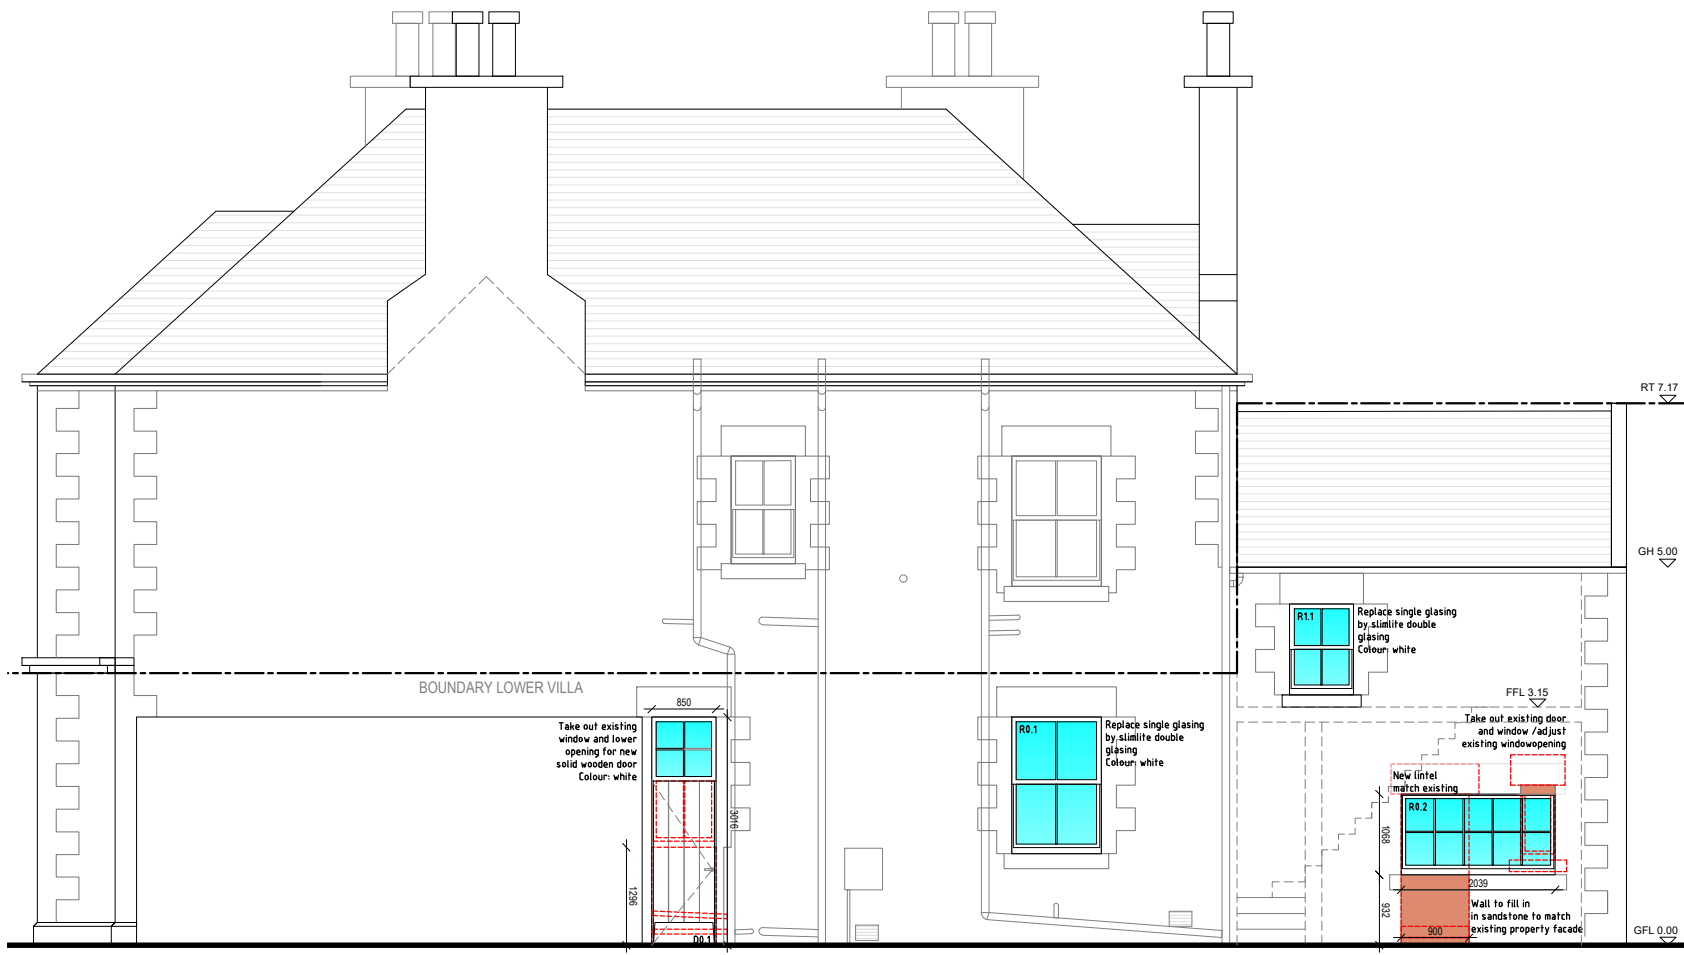 RT 7.17
GH 5.00
R1.1
Replace single glasing
by slimlite double
glasing
Colour: white
BOUNDARY LOWER VILLA
FFL 3.15
850
Take out existing
window and lower
opening for new
solid wooden door
Colour: white
R0.1
Replace single glasing
by slimlite double
glasing
Colour: white
Take out existing door
and window /adjust
existing windowopening
New lintel
match existing
R0.2
3016
1068
1296
2039
932
Wall to fill in
in sandstone to match
existing property facade
900
D0.1
GFL 0.00